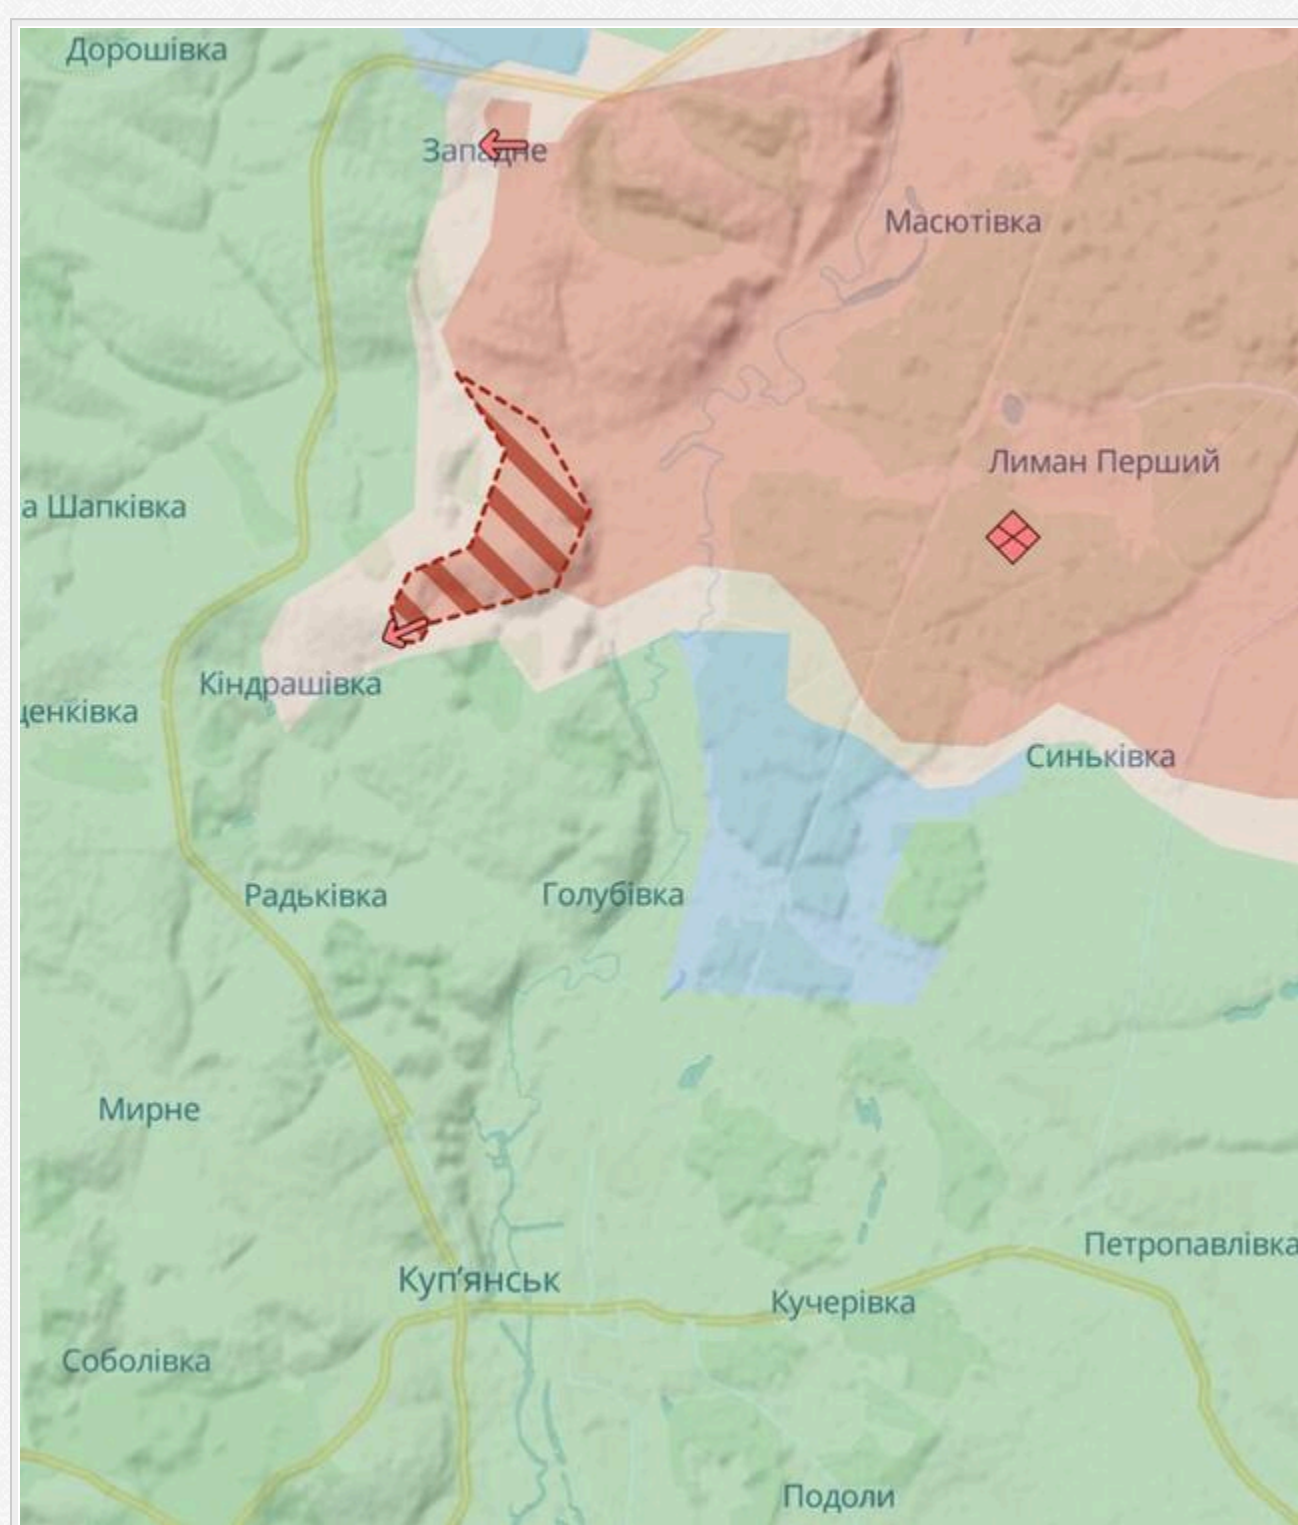 Дорошівка
Западне
Масютівка
Лиман Перший
а Шапківка
Кіндрашівка
ценківка
Синьківка
Радьківка
Голубівка
Мирне
Петропавлівка
Куп’янськ
Кучерівка
Соболівка
Подоли